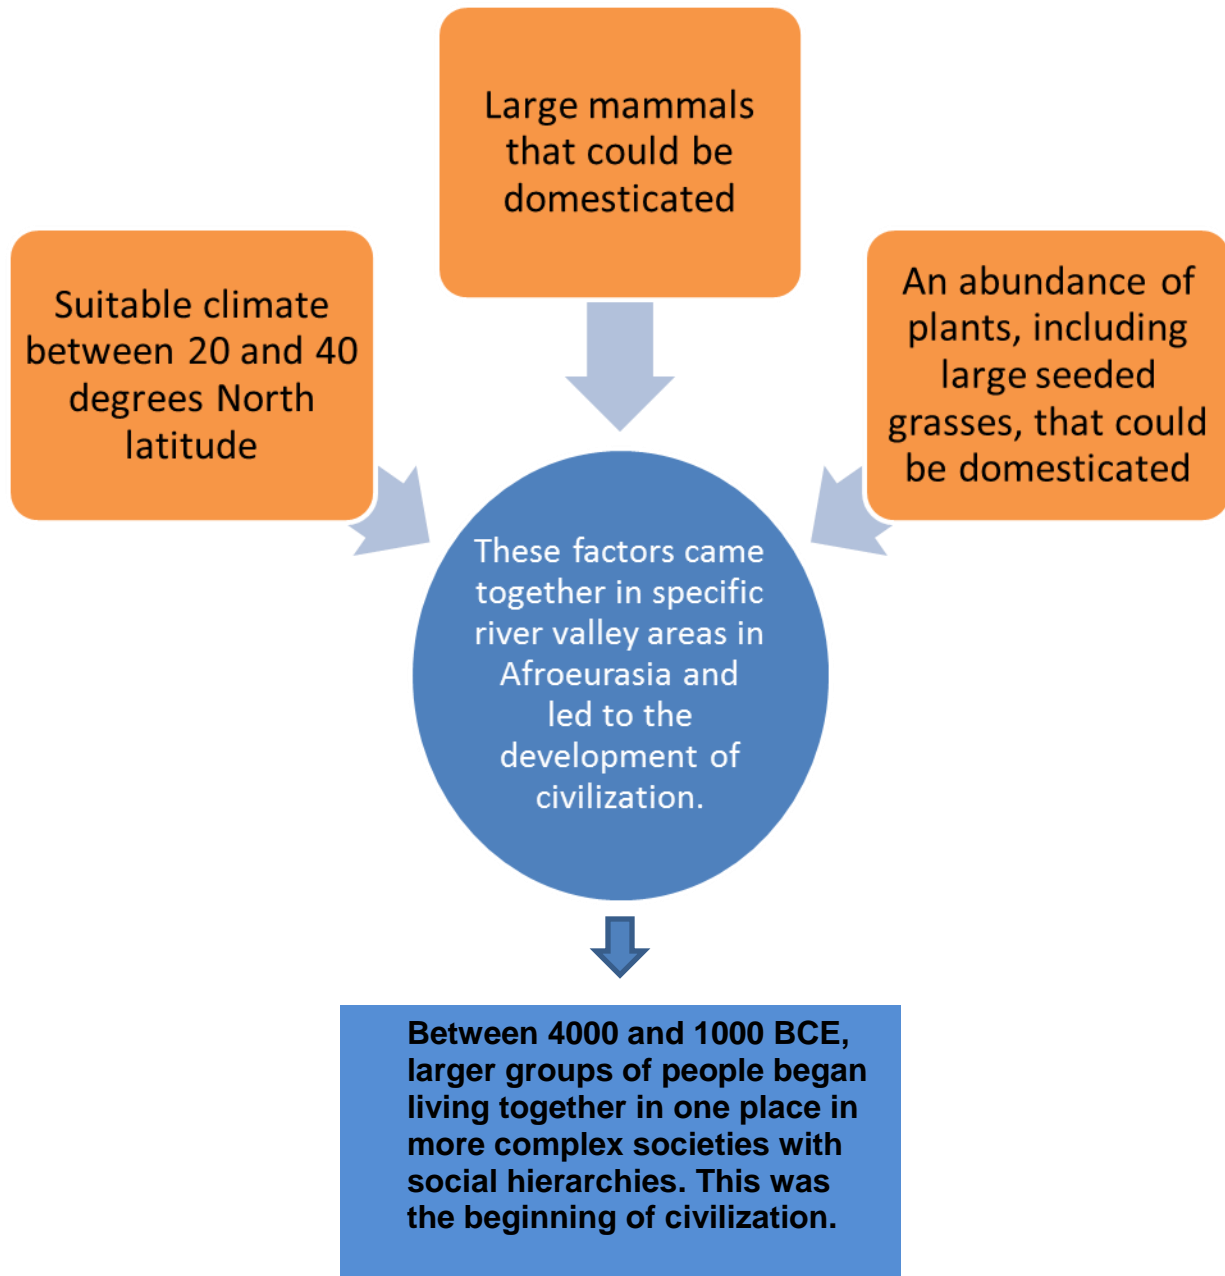 Large mammals
that could be
domesticated
Suitable climate
between 20 and 40
degrees North
latitude
An abundance of
plants, including
large seeded
grasses, that could
be domesticated
These factors came
together in specific
river valley areas in
Afroeurasia and
led to the
development of
civilization.
Between 4000 and 1000 BCE,
larger groups of people began
living together in one place in
more complex societies with
social hierarchies. This was
the beginning of civilization.